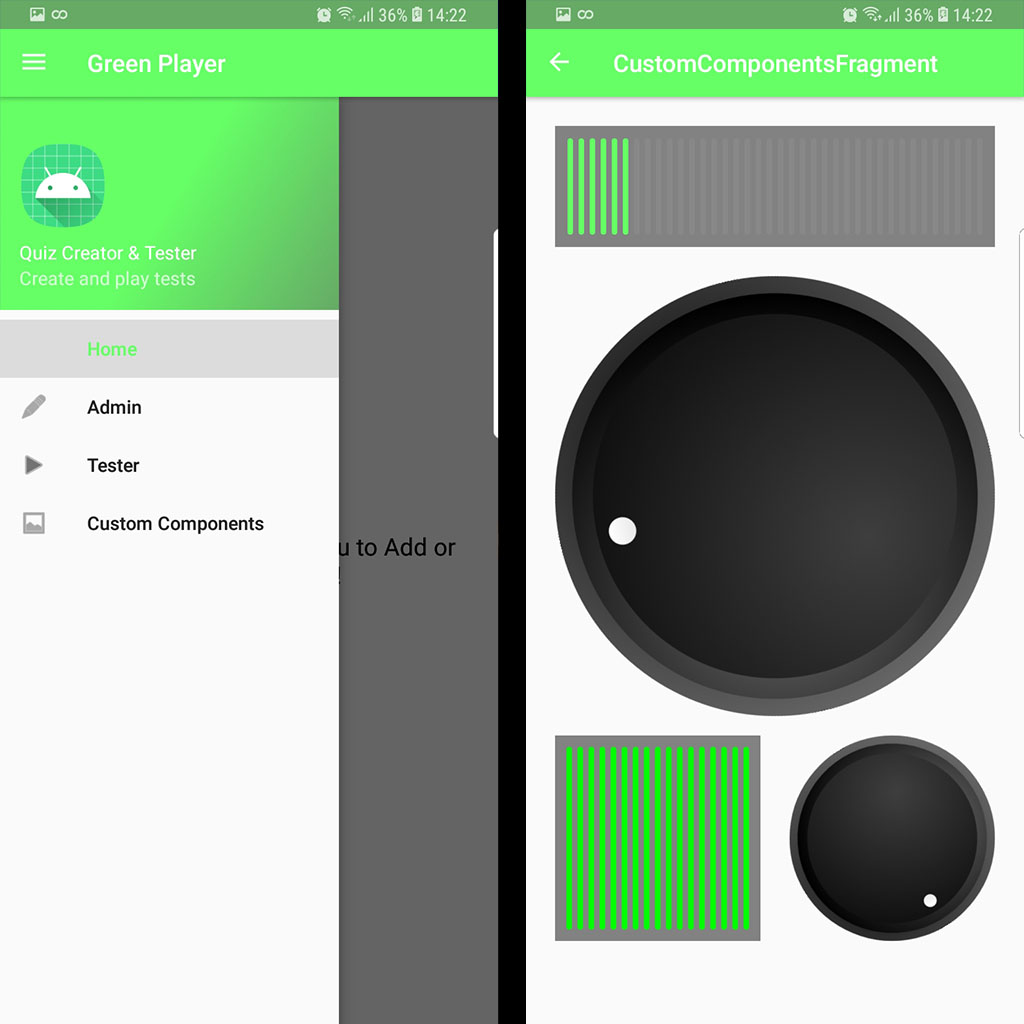 36% 14:22
Green Player
Quiz Creator & Tester
Create and play tests
Home
Admin
Tester
Custom Components
u to Add or
!
36% 14:22
CustomComponentsFragment